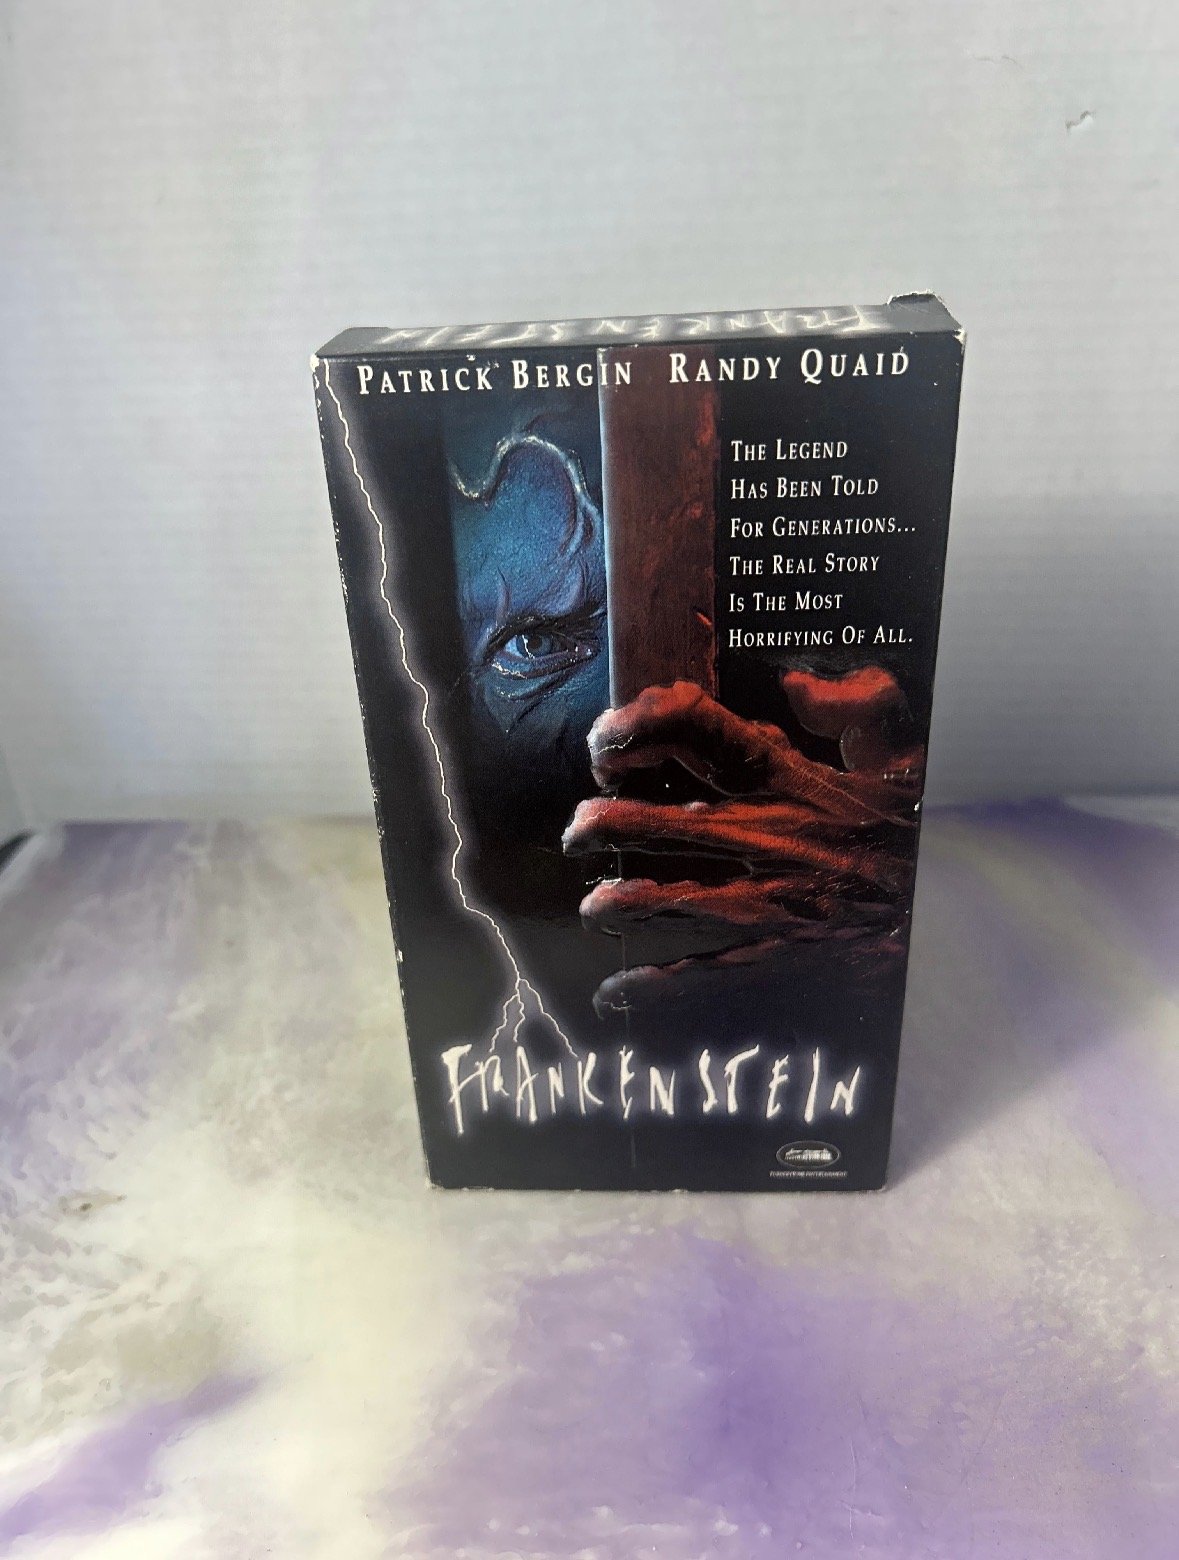 FRANKENSTEIN
PATRICK BERGIN RANDY QUAID
THE LEGEND
HAS BEEN TOLD
FOR GENERATIONS...
THE REAL STORY
IS THE MOST
HORRIFYING OF ALL.
FRANKENSTEIN